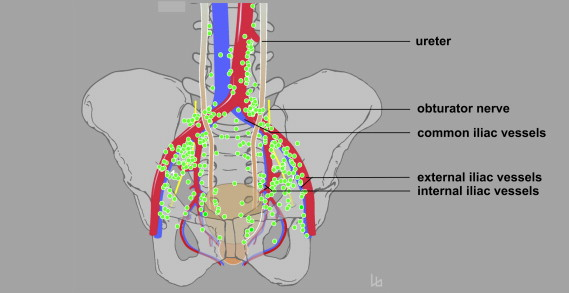 ureter
obturator nerve
common iliac vessels
external iliac vessels
internal iliac vessels